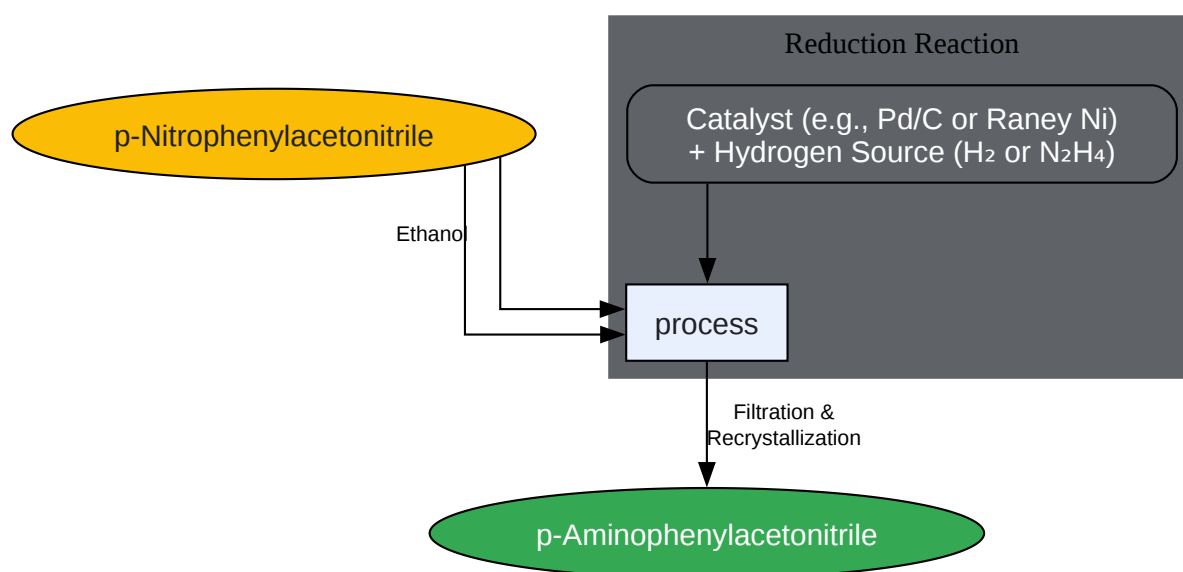 Reduction Reaction
p-Nitrophenylacetonitrile
Catalyst (e.g., Pd/C or Raney Ni)
+ Hydrogen Source (H₂ or N₂H₄)
Ethanol
process
Filtration &
Recrystallization
p-Aminophenylacetonitrile